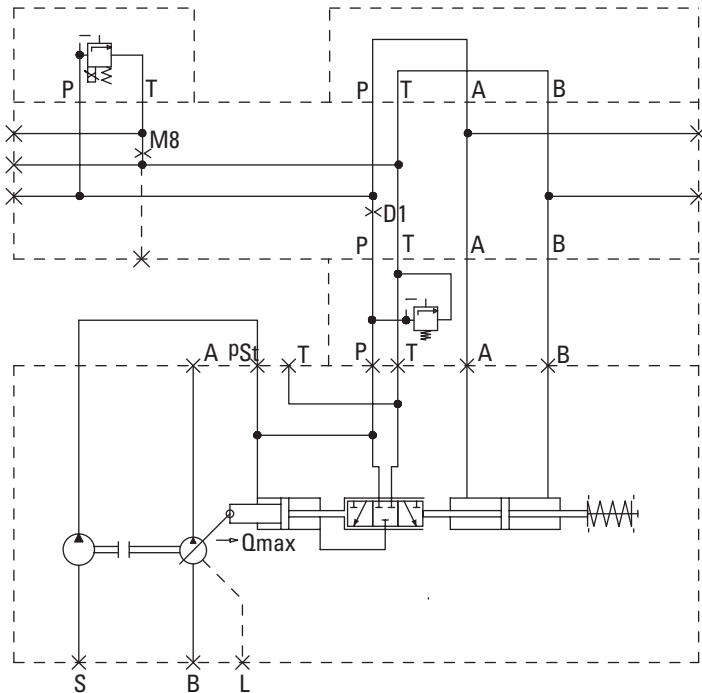 P T P T A B
M8
D1
P T A B
A pSt T P T A B
Qmax
S B L